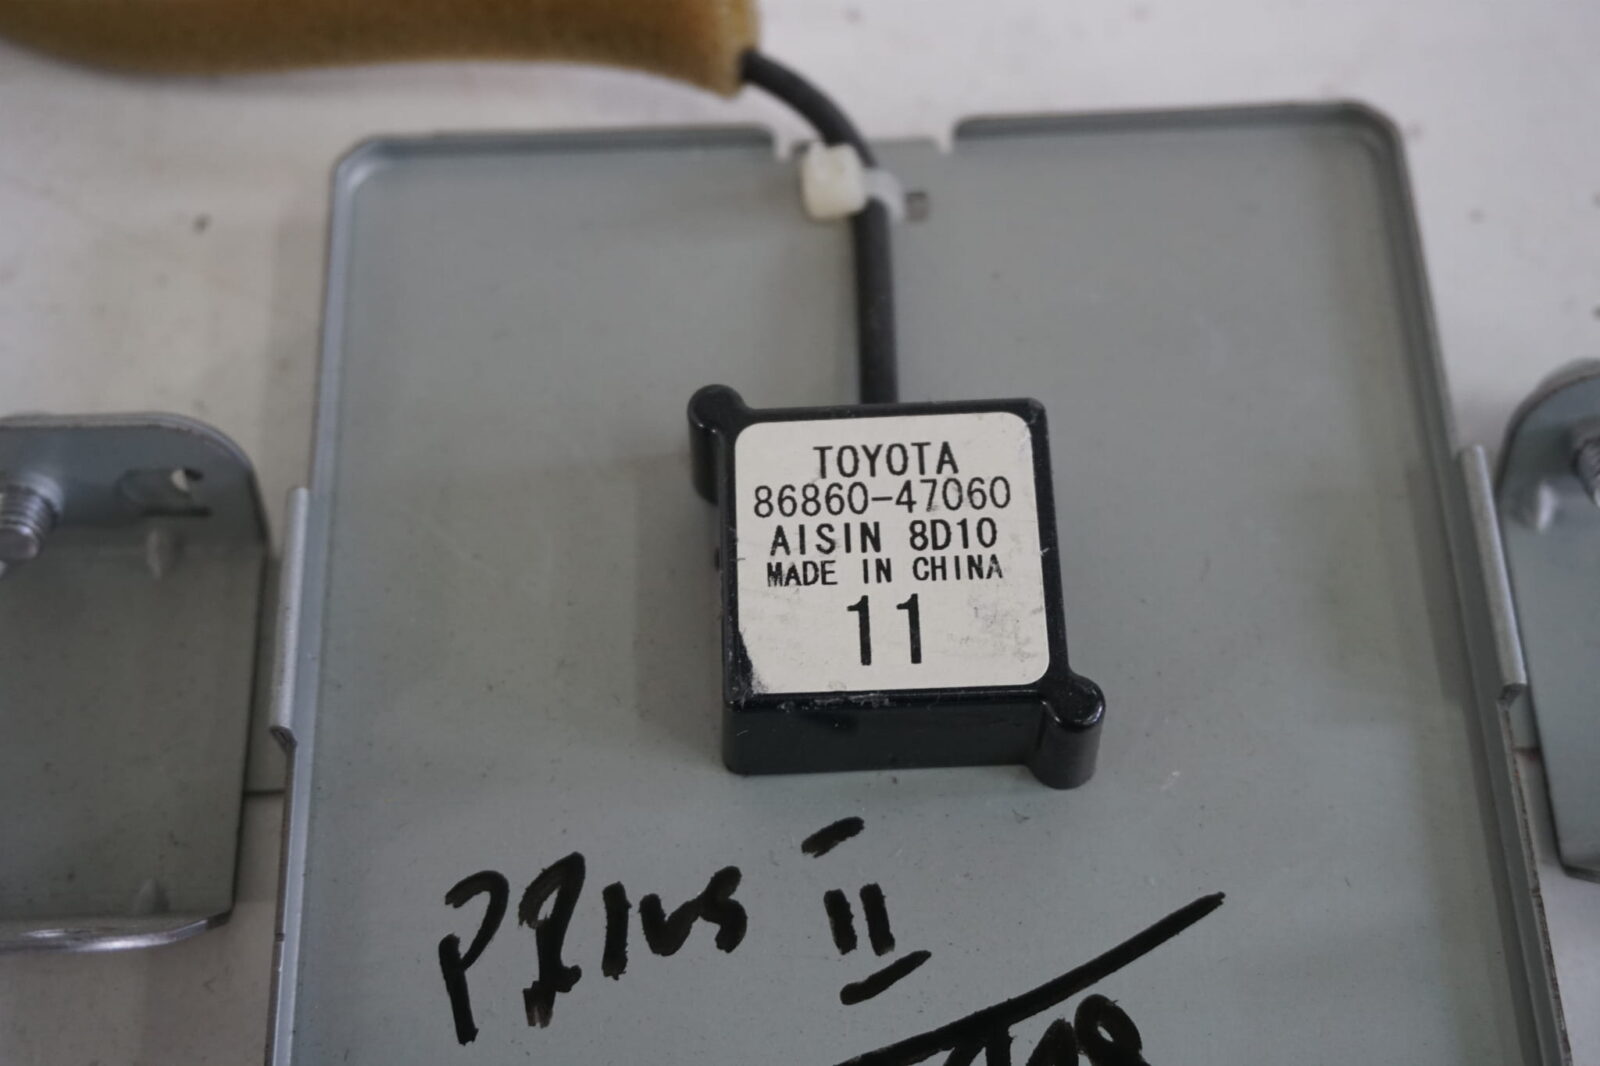 TOYOTA
86860-47060
AISIN 8D10
MADE IN CHINA
11
PRIUS II